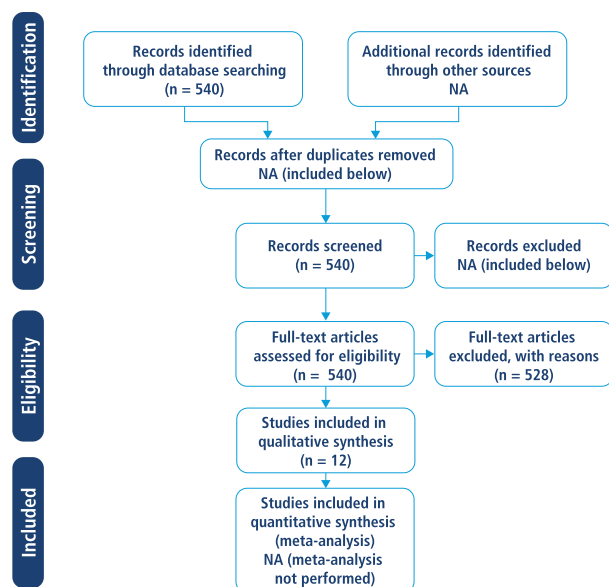 Identification
Records identified
through database searching
(n = 540)
Additional records identified
through other sources
NA
Records after duplicates removed
NA (included below)
Screening
Records screened
(n = 540)
Records excluded
NA (included below)
Eligibility
Full-text articles
assessed for eligibility
(n = 540)
Full-text articles
excluded, with reasons
(n = 528)
Studies included in
qualitative synthesis
(n = 12)
Included
Studies included in
quantitative synthesis
(meta-analysis)
NA (meta-analysis
not performed)